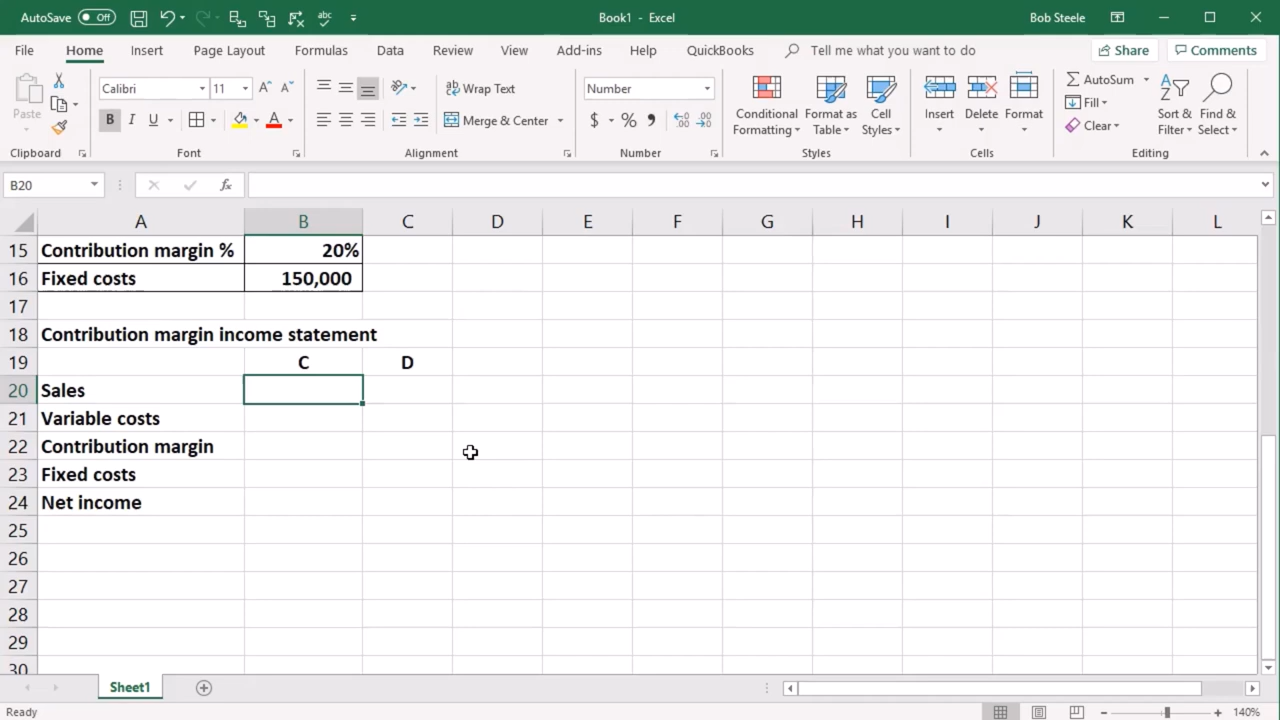 AutoSave Off Book1 - Excel Bob Steele
File Home Insert Page Layout Formulas Data Review View Add-ins Help QuickBooks Tell me what you want to do Share Comments
Paste
Calibri 11
B I U A
Wrap Text
Merge & Center
Number
$ % 9
Conditional Formatting
Format as Table
Cell Styles
Insert Delete Format
AutoSum
Fill
Clear
Sort & Filter
Find & Select
Clipboard Font Alignment Number Styles Cells Editing
B20 fx
A B C D E F G H I J K L
15 Contribution margin % 20%
16 Fixed costs 150,000
17
18 Contribution margin income statement
19 C D
20 Sales
21 Variable costs
22 Contribution margin
23 Fixed costs
24 Net income
25
26
27
28
29
30
Sheet1
Ready 140%